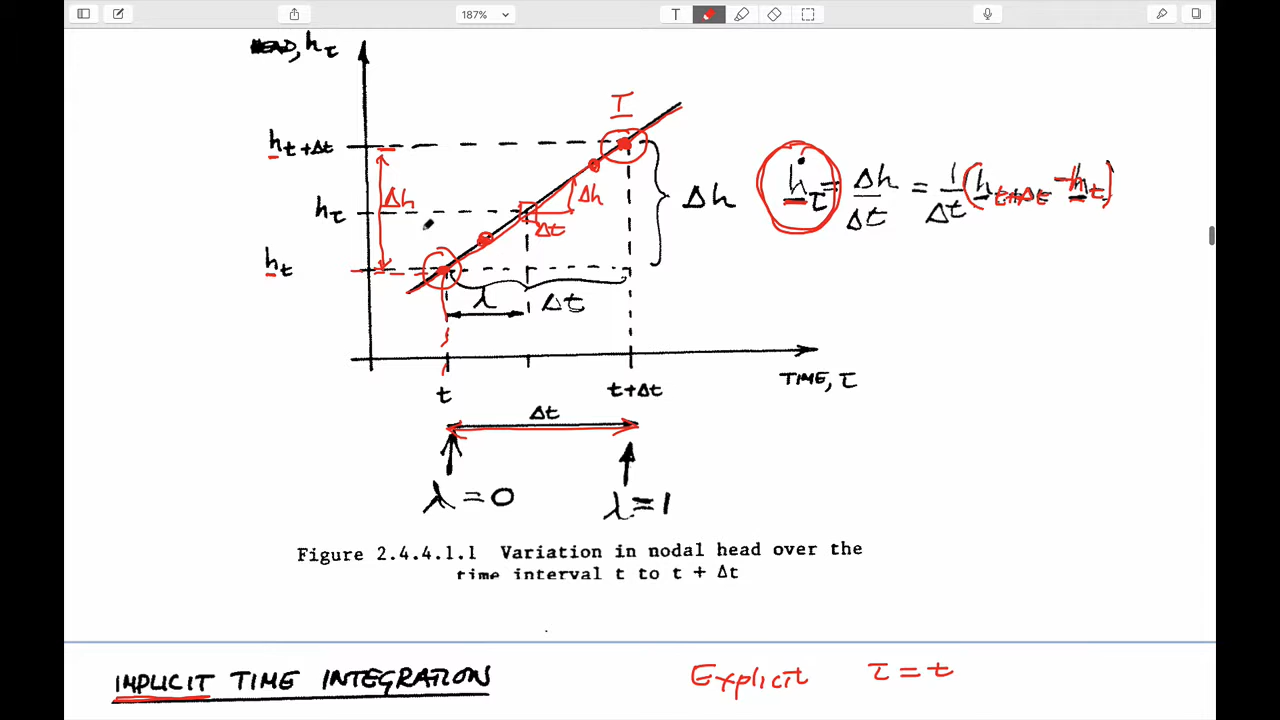 187%
T
HEAD, hτ
I
ht+Δt
Δh
hτ
Δh
Δt
ht
Δh
ḣτ = Δh/Δt = 1/Δt (ht+Δt - ht)
λ
Δt
t
t+Δt
TIME, τ
Δt
λ = 0
λ = 1
Figure 2.4.4.1.1 Variation in nodal head over the
time interval t to t + Δt
IMPLICIT TIME INTEGRATION
Explicit τ = t